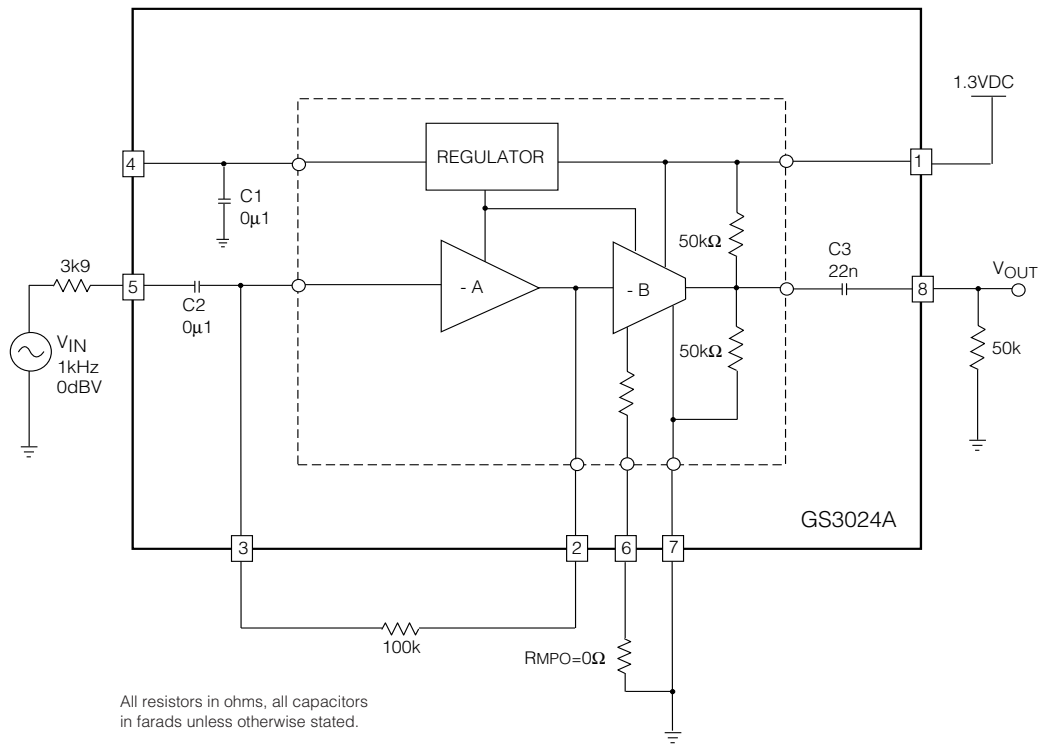 1.3VDC
REGULATOR
4
1
C1
0µ1
50kΩ
C3
22n
3k9
5
C2
0µ1
- A
- B
8
VOUT
VIN
1kHz
0dBV
50kΩ
50k
GS3024A
3
2
6
7
100k
RMPO=0Ω
All resistors in ohms, all capacitors
in farads unless otherwise stated.